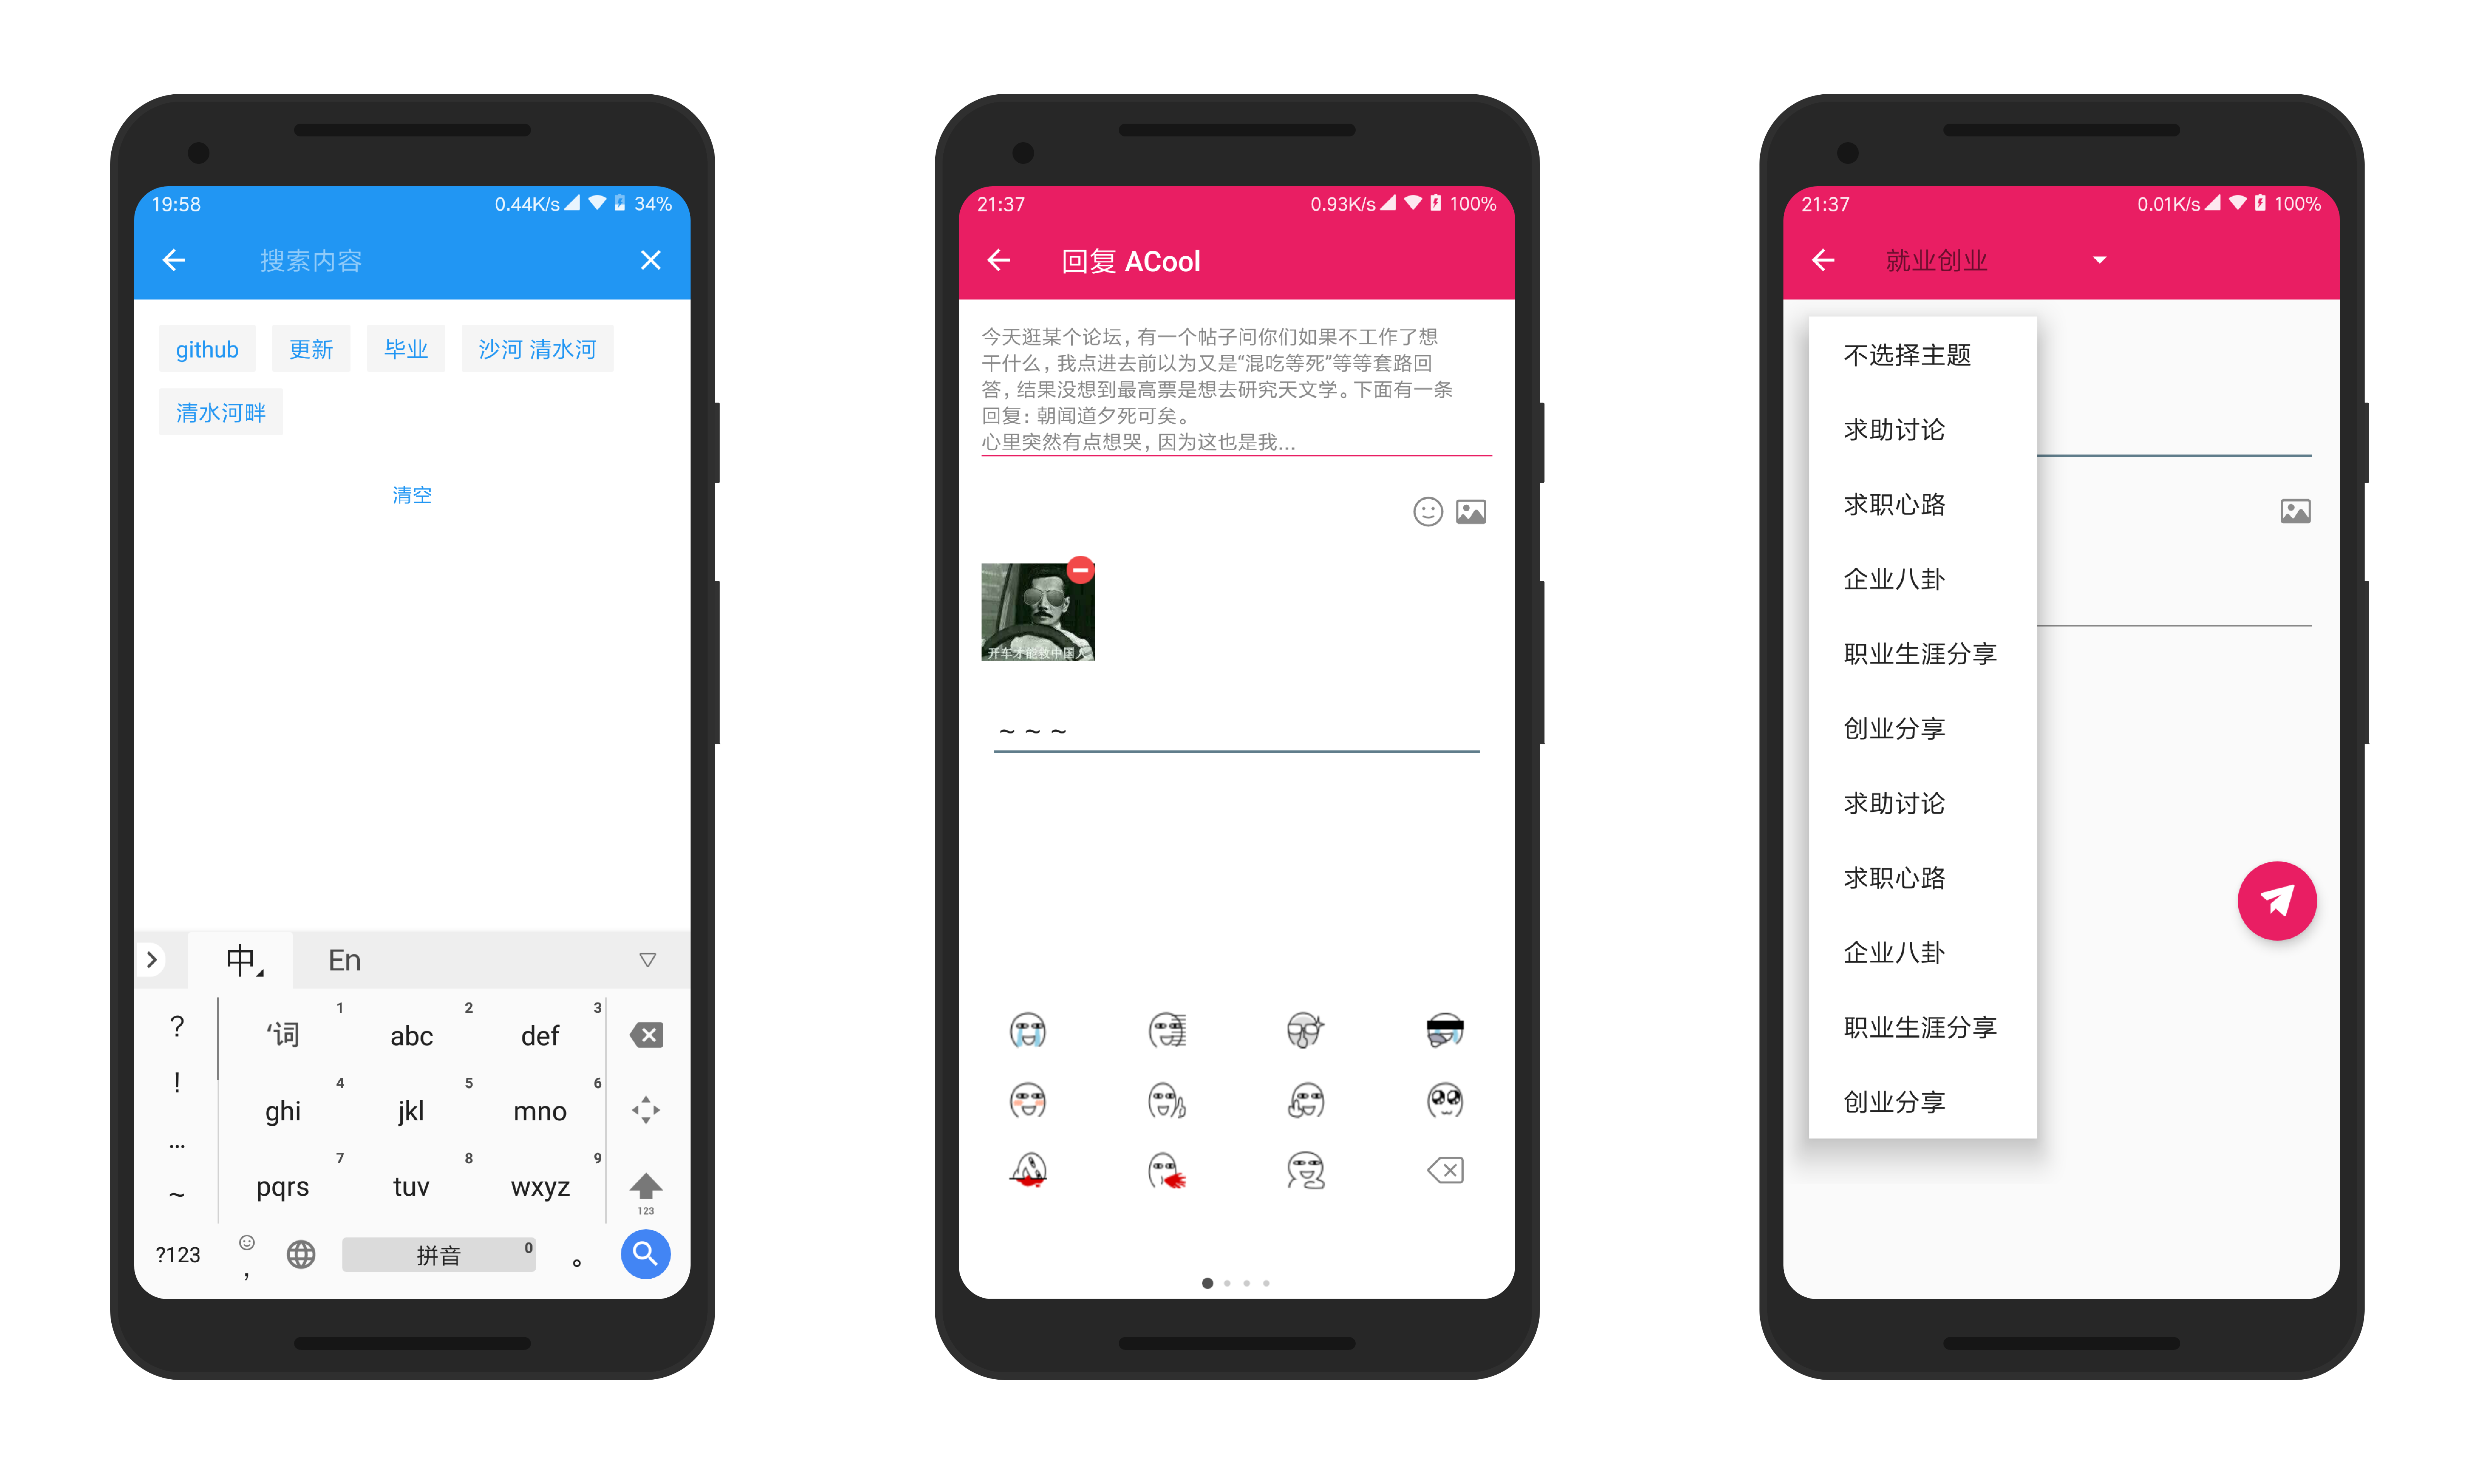 19:58
0.44K/s 34%
搜索内容
github 更新 毕业 沙河 清水河
清水河畔
清空
中 En
? ‘词 1 abc 2 def 3
! ghi 4 jkl 5 mno 6
...
~ pqrs 7 tuv 8 wxyz 9
123
?123 , 拼音 0 。
21:37
0.93K/s 100%
回复 ACool
今天逛某个论坛，有一个帖子问你们如果不工作了想
干什么，我点进去前以为又是“混吃等死”等等套路回
答，结果没想到最高票是想去研究天文学。下面有一条
回复：朝闻道夕死可矣。
心里突然有点想哭，因为这也是我...
开车才能救中国人
~ ~ ~
21:37
0.01K/s 100%
就业创业
不选择主题
求助讨论
求职心路
企业八卦
职业生涯分享
创业分享
求助讨论
求职心路
企业八卦
职业生涯分享
创业分享